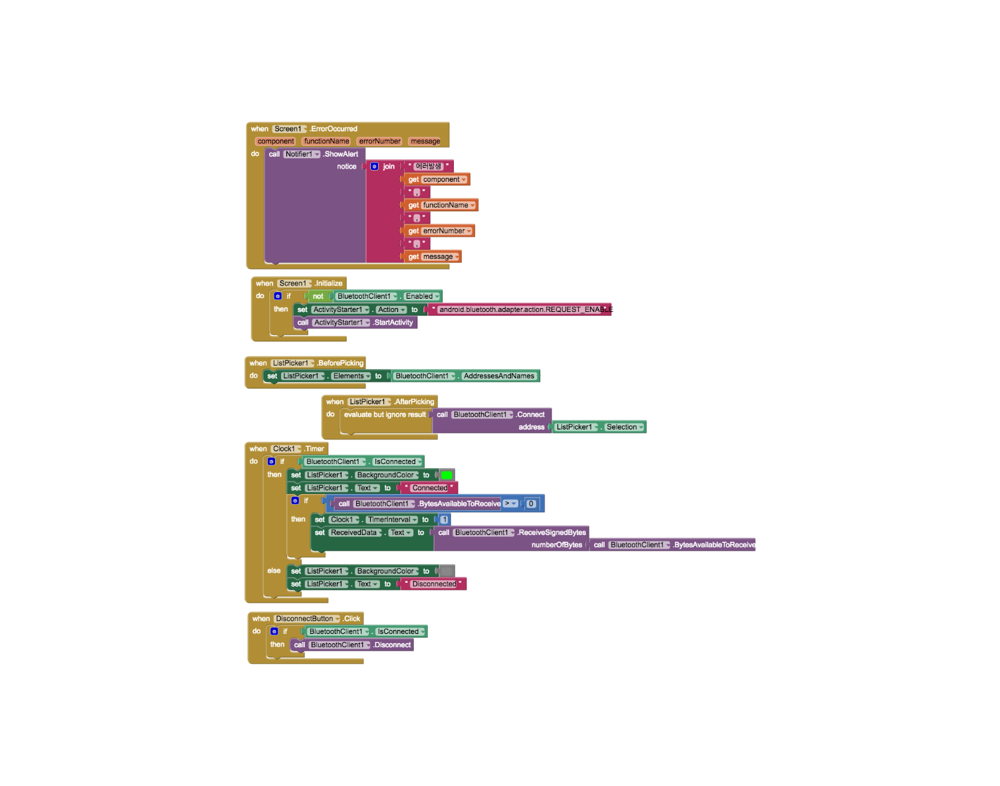 when Screen1 .ErrorOccurred
component functionName errorNumber message
do call Notifier1 .ShowAlert
notice join " 에러발생 "
get component
" , "
get functionName
" , "
get errorNumber
" , "
get message
when Screen1 .Initialize
do if not BluetoothClient1 . Enabled
then set ActivityStarter1 . Action to " android.bluetooth.adapter.action.REQUEST_ENABLE "
call ActivityStarter1 .StartActivity
when ListPicker1 .BeforePicking
do set ListPicker1 . Elements to BluetoothClient1 . AddressesAndNames
when ListPicker1 .AfterPicking
do evaluate but ignore result call BluetoothClient1 .Connect
address ListPicker1 . Selection
when Clock1 .Timer
do if BluetoothClient1 . IsConnected
then set ListPicker1 . BackgroundColor to
set ListPicker1 . Text to " Connected "
if call BluetoothClient1 .BytesAvailableToReceive > 0
then set Clock1 . TimerInterval to 1
set ReceivedData . Text to call BluetoothClient1 .ReceiveSignedBytes
numberOfBytes call BluetoothClient1 .BytesAvailableToReceive
else set ListPicker1 . BackgroundColor to
set ListPicker1 . Text to " Disconnected "
when DisconnectButton .Click
do if BluetoothClient1 . IsConnected
then call BluetoothClient1 .Disconnect